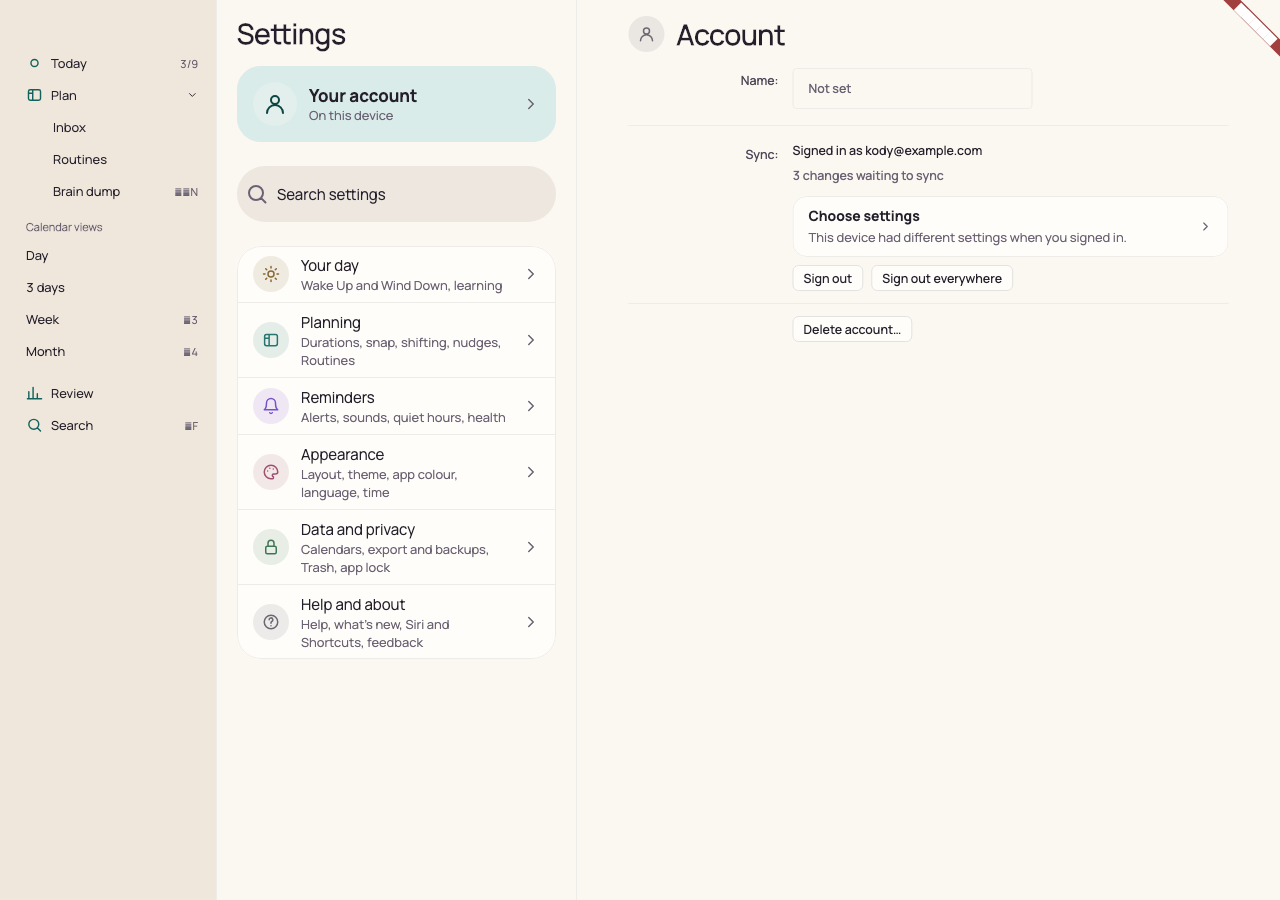 Settings
Account
Today 3/9
Plan
Inbox
Routines
Brain dump N
Calendar views
Day
3 days
Week 3
Month 4
Review
Search F
Your account
On this device
Search settings
Your day
Wake Up and Wind Down, learning
Planning
Durations, snap, shifting, nudges,
Routines
Reminders
Alerts, sounds, quiet hours, health
Appearance
Layout, theme, app colour,
language, time
Data and privacy
Calendars, export and backups,
Trash, app lock
Help and about
Help, what's new, Siri and
Shortcuts, feedback
Name: Not set
Sync: Signed in as kody@example.com
3 changes waiting to sync
Choose settings
This device had different settings when you signed in.
Sign out Sign out everywhere
Delete account…